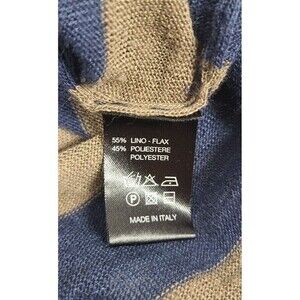 55% LINO - FLAX
45% POLIESTERE
POLYESTER
P
MADE IN ITALY